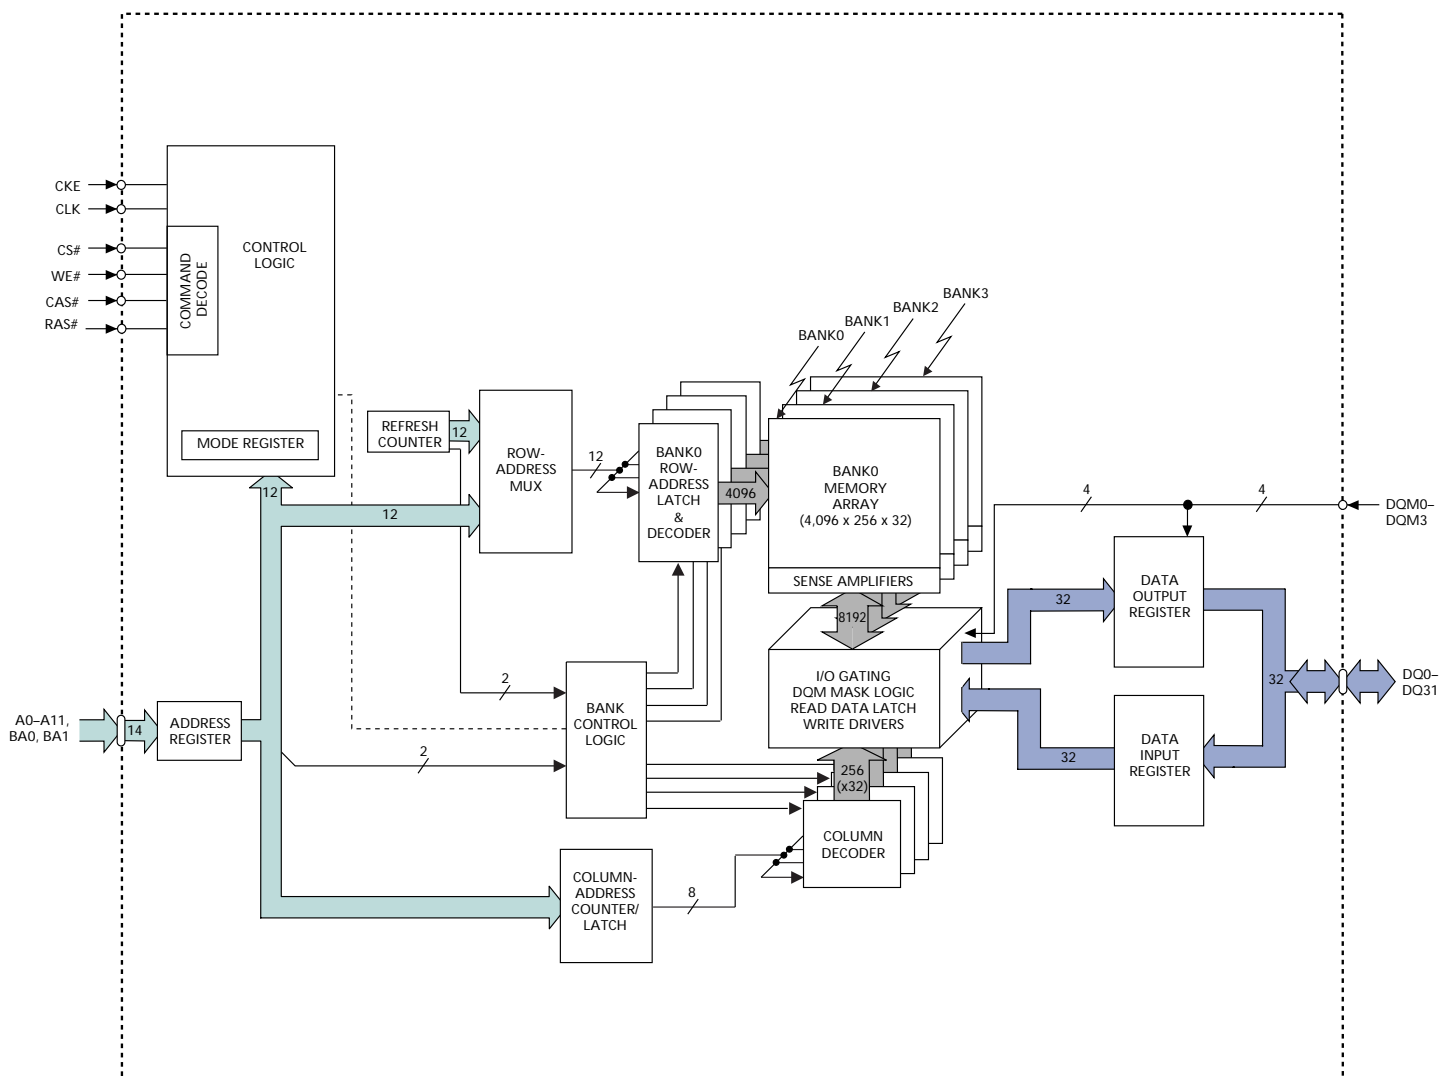 CKE
CLK
CS#
WE#
CAS#
RAS#
COMMAND
DECODE
CONTROL
LOGIC
MODE REGISTER
12
REFRESH
COUNTER
12
12
ROW-
ADDRESS
MUX
12
BANK0
ROW-
ADDRESS
LATCH
&
DECODER
4096
BANK0
BANK1
BANK2
BANK3
BANK0
MEMORY
ARRAY
(4,096 x 256 x 32)
SENSE AMPLIFIERS
8192
I/O GATING
DQM MASK LOGIC
READ DATA LATCH
WRITE DRIVERS
256
(x32)
COLUMN
DECODER
4
4
DQM0–
DQM3
DATA
OUTPUT
REGISTER
32
32
DQ0–
DQ31
DATA
INPUT
REGISTER
32
A0–A11,
BA0, BA1
14
ADDRESS
REGISTER
2
2
BANK
CONTROL
LOGIC
COLUMN-
ADDRESS
COUNTER/
LATCH
8